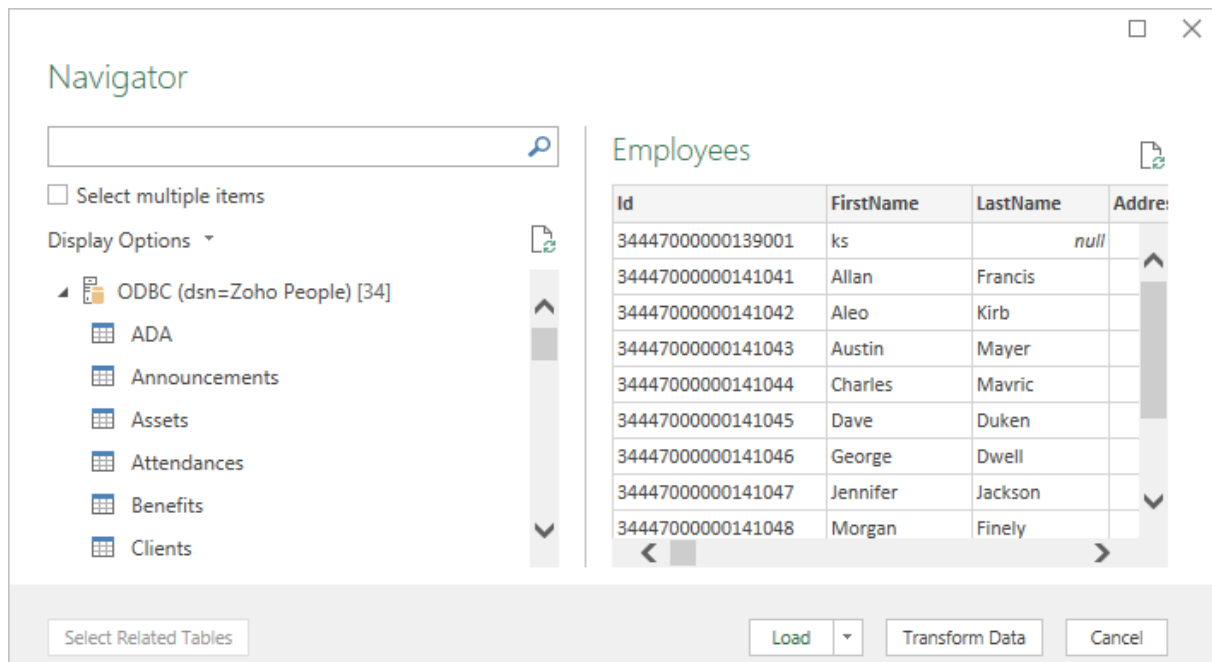 Navigator
Select multiple items
Display Options
ODBC (dsn=Zoho People) [34]
ADA
Announcements
Assets
Attendances
Benefits
Clients
Employees
Id FirstName LastName Addre
34447000000139001 ks null
34447000000141041 Allan Francis
34447000000141042 Aleo Kirb
34447000000141043 Austin Mayer
34447000000141044 Charles Mavric
34447000000141045 Dave Duken
34447000000141046 George Dwell
34447000000141047 Jennifer Jackson
34447000000141048 Morgan Finely
Select Related Tables
Load
Transform Data
Cancel